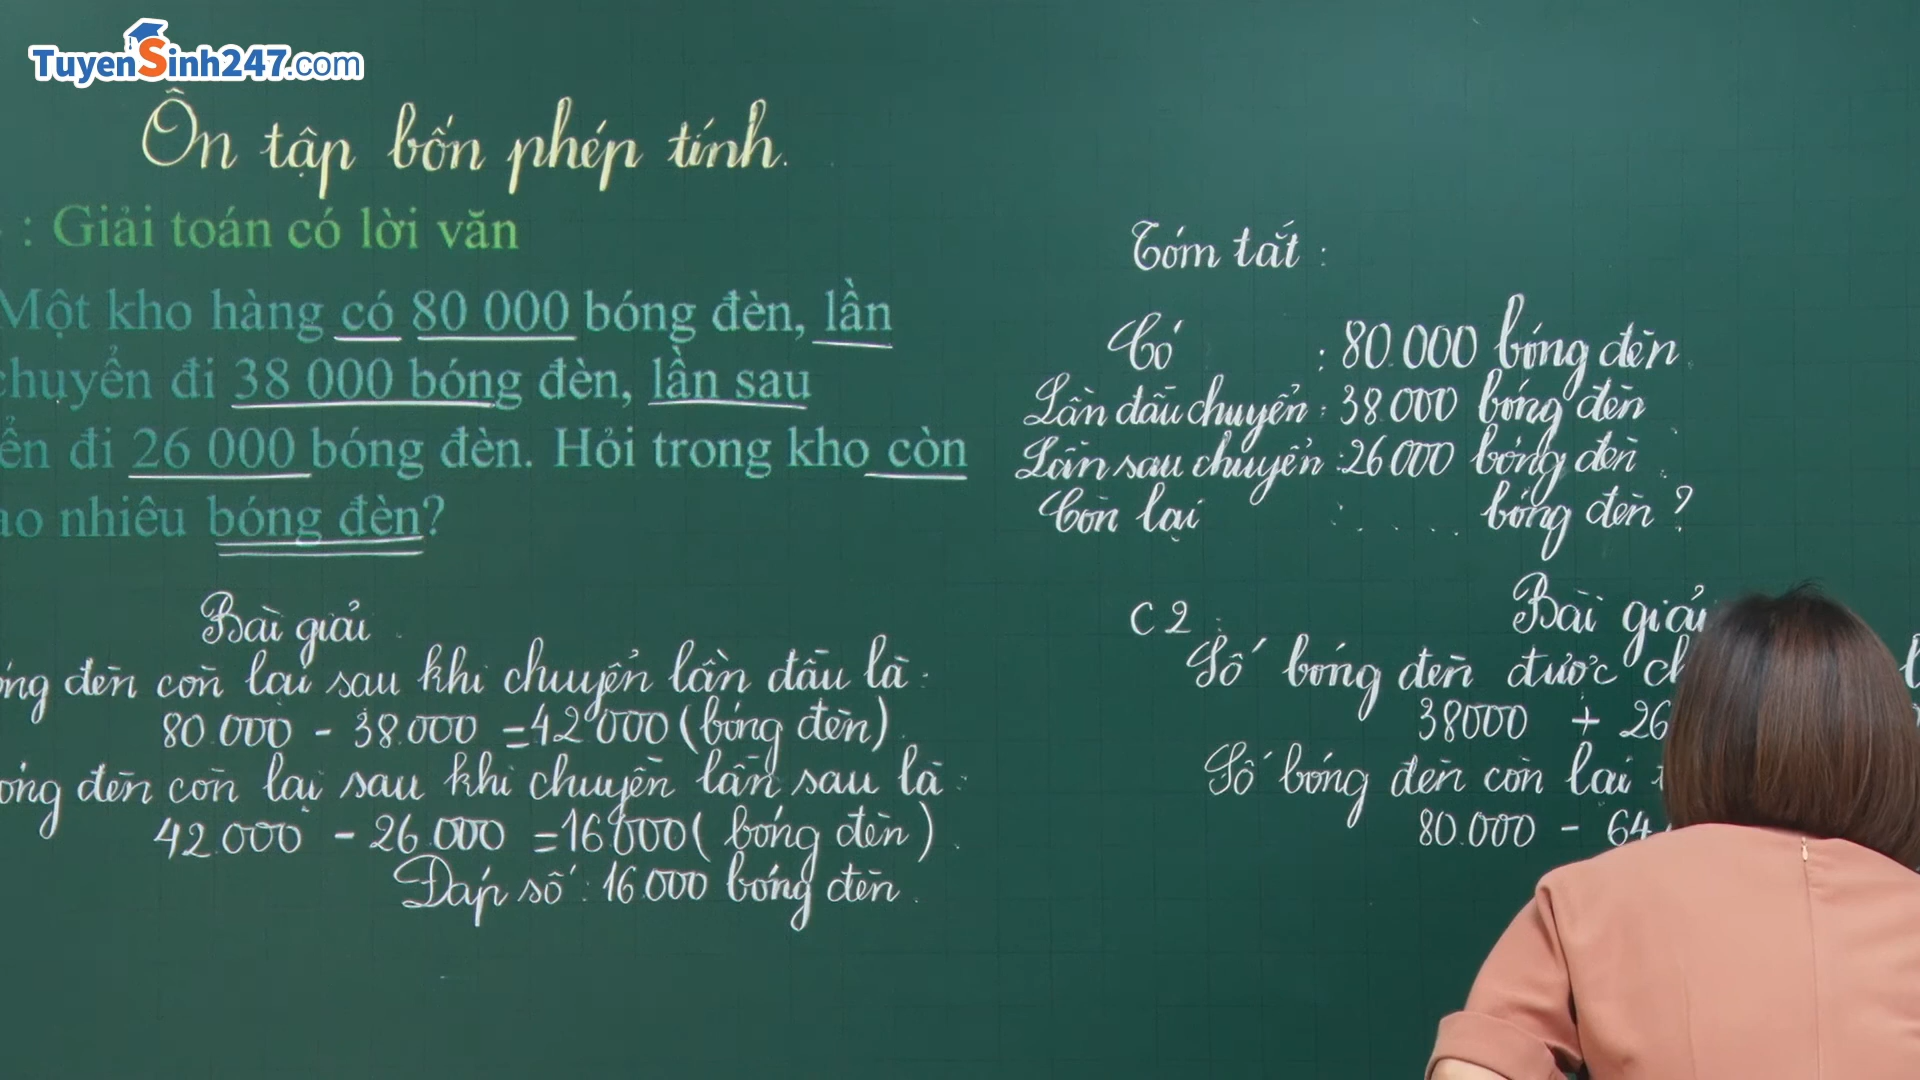 TuyenSinh247.com
Ôn tập bốn phép tính.
: Giải toán có lời văn
Một kho hàng có 80 000 bóng đèn, lần
chuyển đi 38 000 bóng đèn, lần sau
ển đi 26 000 bóng đèn. Hỏi trong kho còn
ao nhiêu bóng đèn?
Bài giải
óng đèn còn lại sau khi chuyển lần đầu là:
80 000 - 38 000 = 42 000 (bóng đèn)
óng đèn còn lại sau khi chuyển lần sau là:
42 000 - 26 000 = 16 000 (bóng đèn)
Đáp số: 16 000 bóng đèn.
Tóm tắt:
Có : 80 000 bóng đèn
Lần đầu chuyển: 38 000 bóng đèn
Lần sau chuyển: 26 000 bóng đèn
Còn lại : .... bóng đèn?
C2: Bài giải
Số bóng đèn được ch
38000 + 26
Số bóng đèn còn lại
80 000 - 64